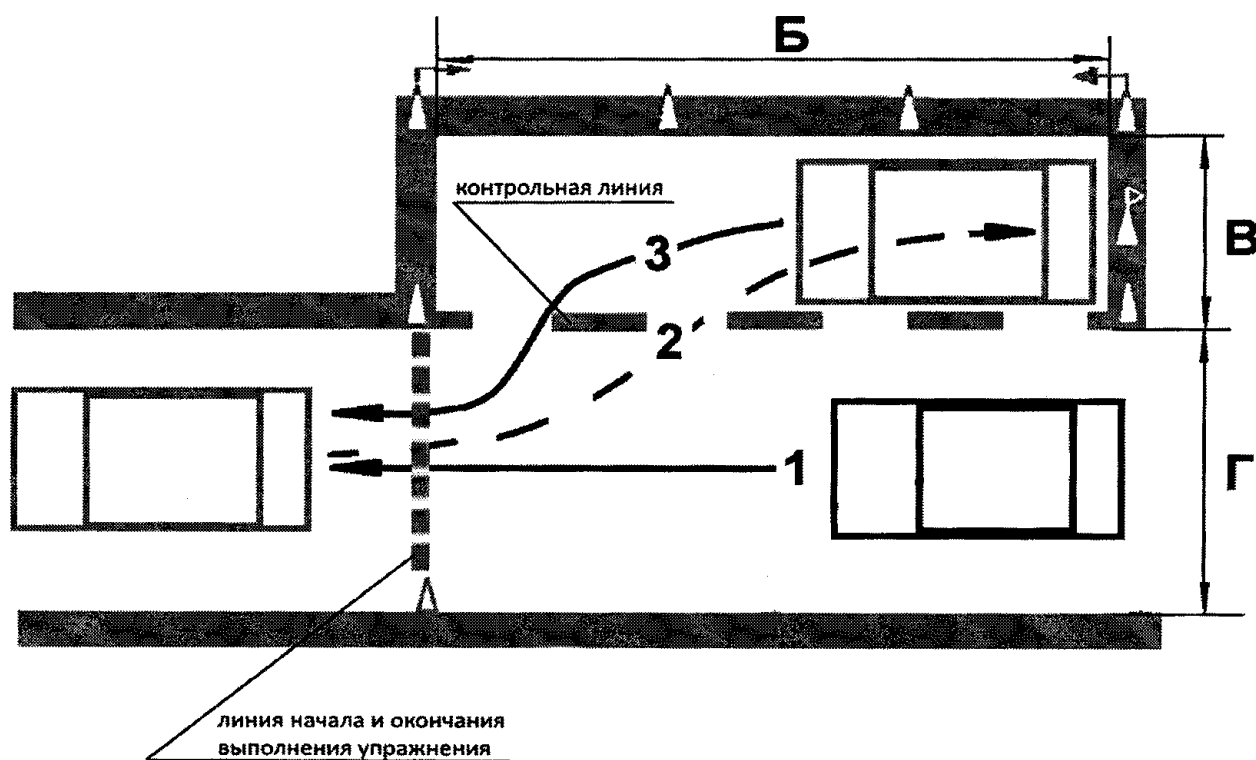 Б
контрольная линия
В
3
2
1
Г
линия начала и окончания
выполнения упражнения